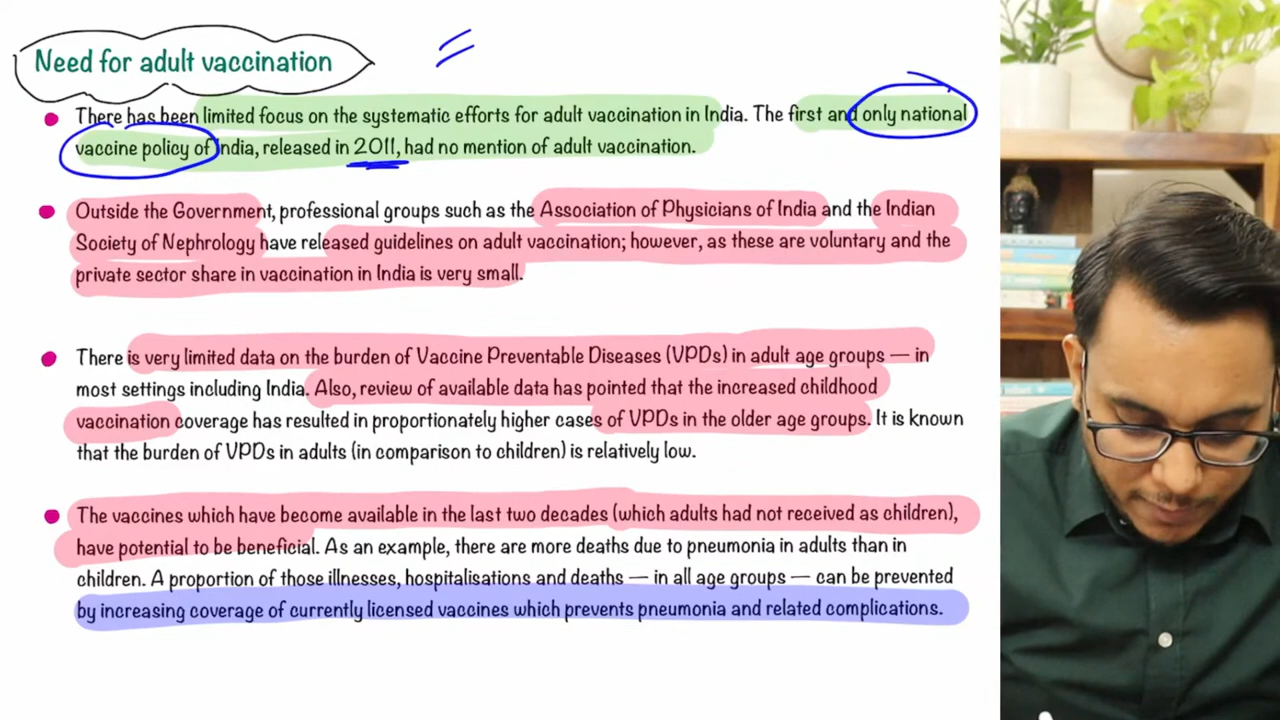 Need for adult vaccination
There has been limited focus on the systematic efforts for adult vaccination in India. The first and only national
vaccine policy of India, released in 2011, had no mention of adult vaccination.
Outside the Government, professional groups such as the Association of Physicians of India and the Indian
Society of Nephrology have released guidelines on adult vaccination; however, as these are voluntary and the
private sector share in vaccination in India is very small.
There is very limited data on the burden of Vaccine Preventable Diseases (VPDs) in adult age groups — in
most settings including India. Also, review of available data has pointed that the increased childhood
vaccination coverage has resulted in proportionately higher cases of VPDs in the older age groups. It is known
that the burden of VPDs in adults (in comparison to children) is relatively low.
The vaccines which have become available in the last two decades (which adults had not received as children),
have potential to be beneficial. As an example, there are more deaths due to pneumonia in adults than in
children. A proportion of those illnesses, hospitalisations and deaths — in all age groups — can be prevented
by increasing coverage of currently licensed vaccines which prevents pneumonia and related complications.